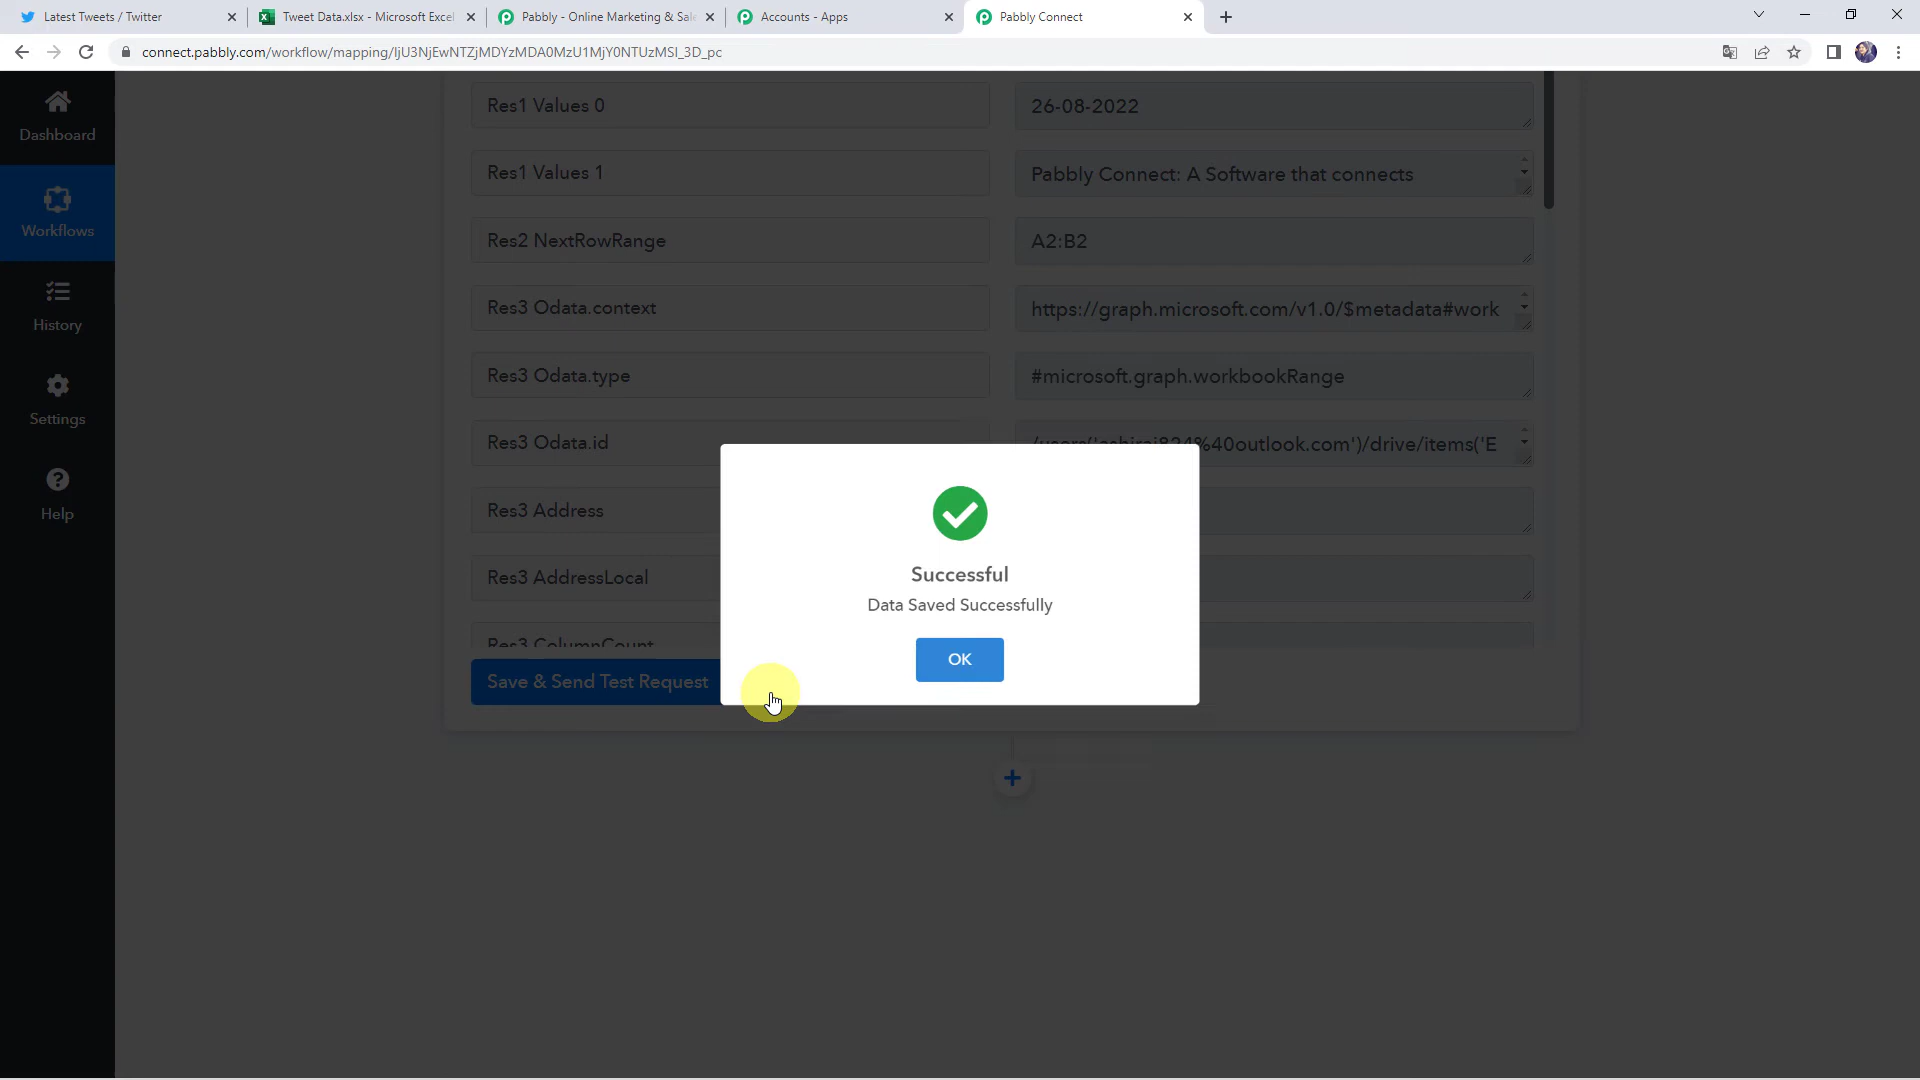 Latest Tweets / Twitter
Tweet Data.xlsx - Microsoft Excel
Pabbly - Online Marketing & Sale
Accounts - Apps
Pabbly Connect
connect.pabbly.com/workflow/mapping/IjU3NjEwNTZjMDYzMDA0MzU1MjY0NTUzMSI_3D_pc
Dashboard
Workflows
History
Settings
Help
Res1 Values 0
26-08-2022
Res1 Values 1
Pabbly Connect: A Software that connects
Res2 NextRowRange
A2:B2
Res3 Odata.context
https://graph.microsoft.com/v1.0/$metadata#work
Res3 Odata.type
#microsoft.graph.workbookRange
Res3 Odata.id
%40outlook.com')/drive/items('E
Res3 Address
Res3 AddressLocal
Res3 ColumnCount
Save & Send Test Request
Successful
Data Saved Successfully
OK